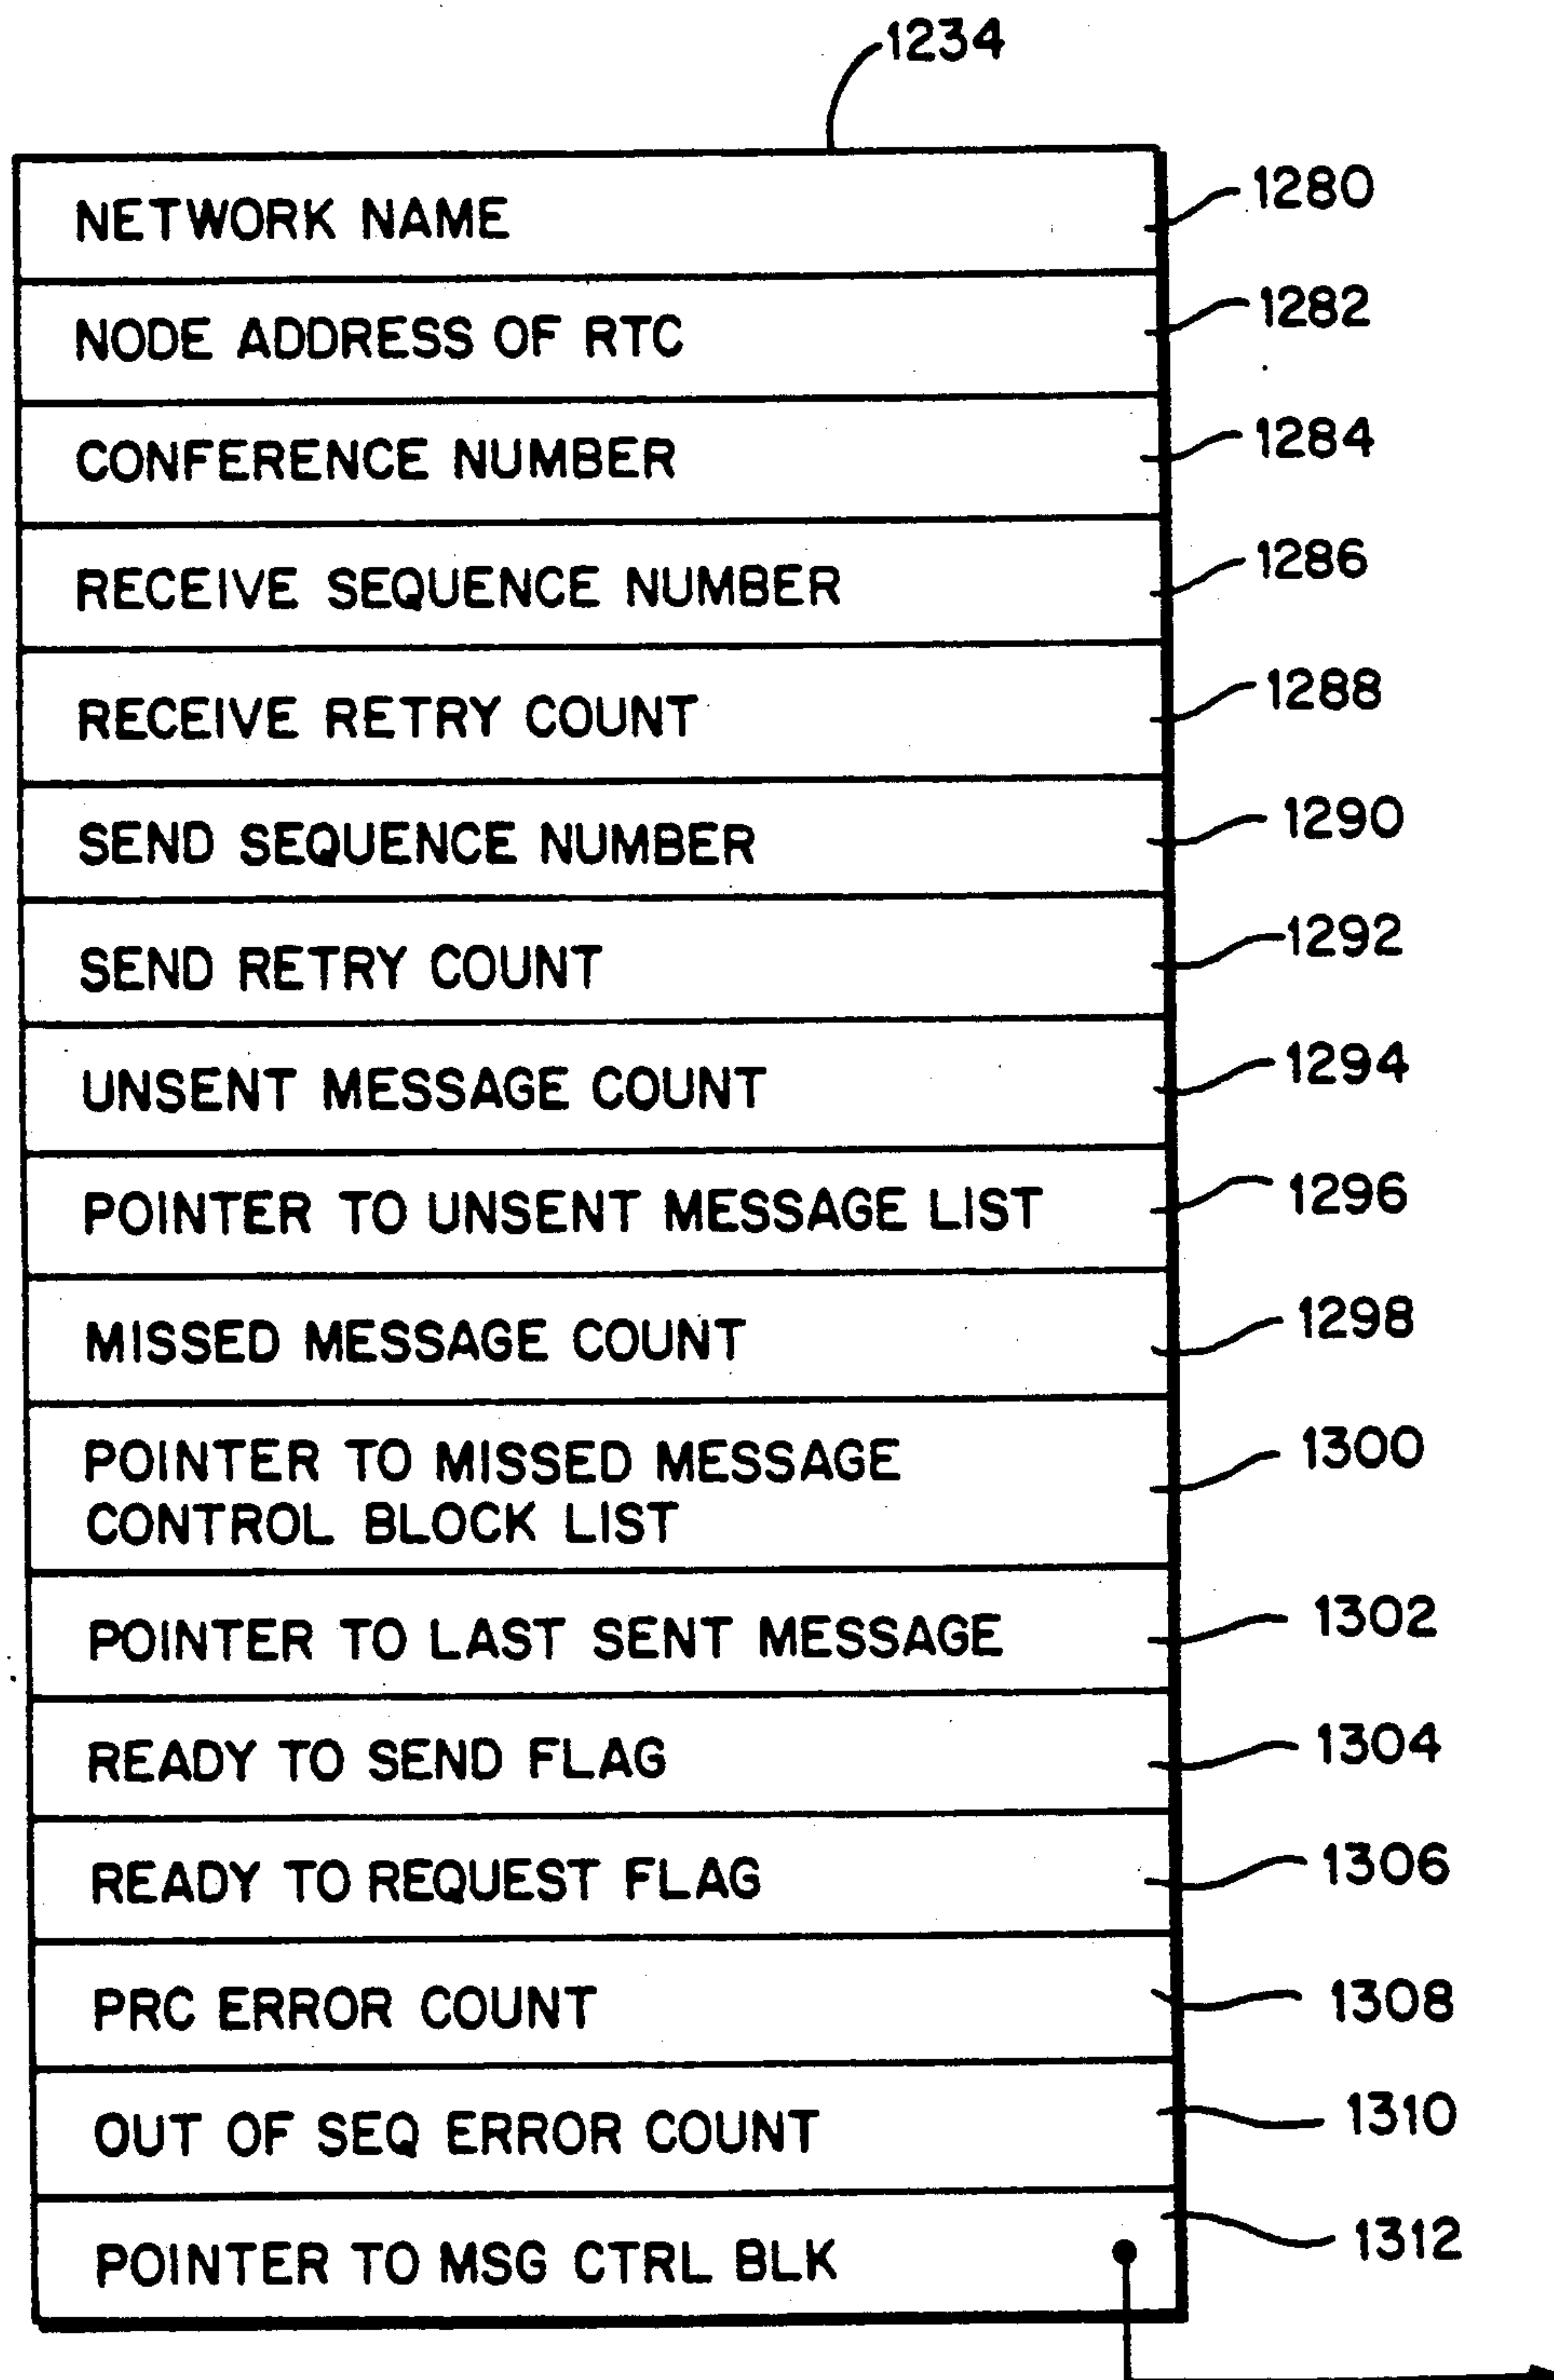 1234
NETWORK NAME 1280
NODE ADDRESS OF RTC 1282
CONFERENCE NUMBER 1284
RECEIVE SEQUENCE NUMBER 1286
RECEIVE RETRY COUNT 1288
SEND SEQUENCE NUMBER 1290
SEND RETRY COUNT 1292
UNSENT MESSAGE COUNT 1294
POINTER TO UNSENT MESSAGE LIST 1296
MISSED MESSAGE COUNT 1298
POINTER TO MISSED MESSAGE 1300
CONTROL BLOCK LIST
POINTER TO LAST SENT MESSAGE 1302
READY TO SEND FLAG 1304
READY TO REQUEST FLAG 1306
PRC ERROR COUNT 1308
OUT OF SEQ ERROR COUNT 1310
POINTER TO MSG CTRL BLK 1312